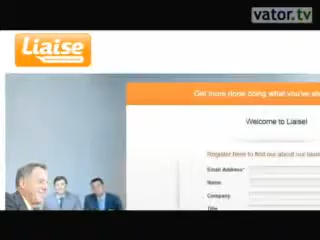 vator.tv
Liaise
Get more done doing what you've al
Welcome to Liaise!
Register here to find out about our
Email Address*
Name
Company
Title